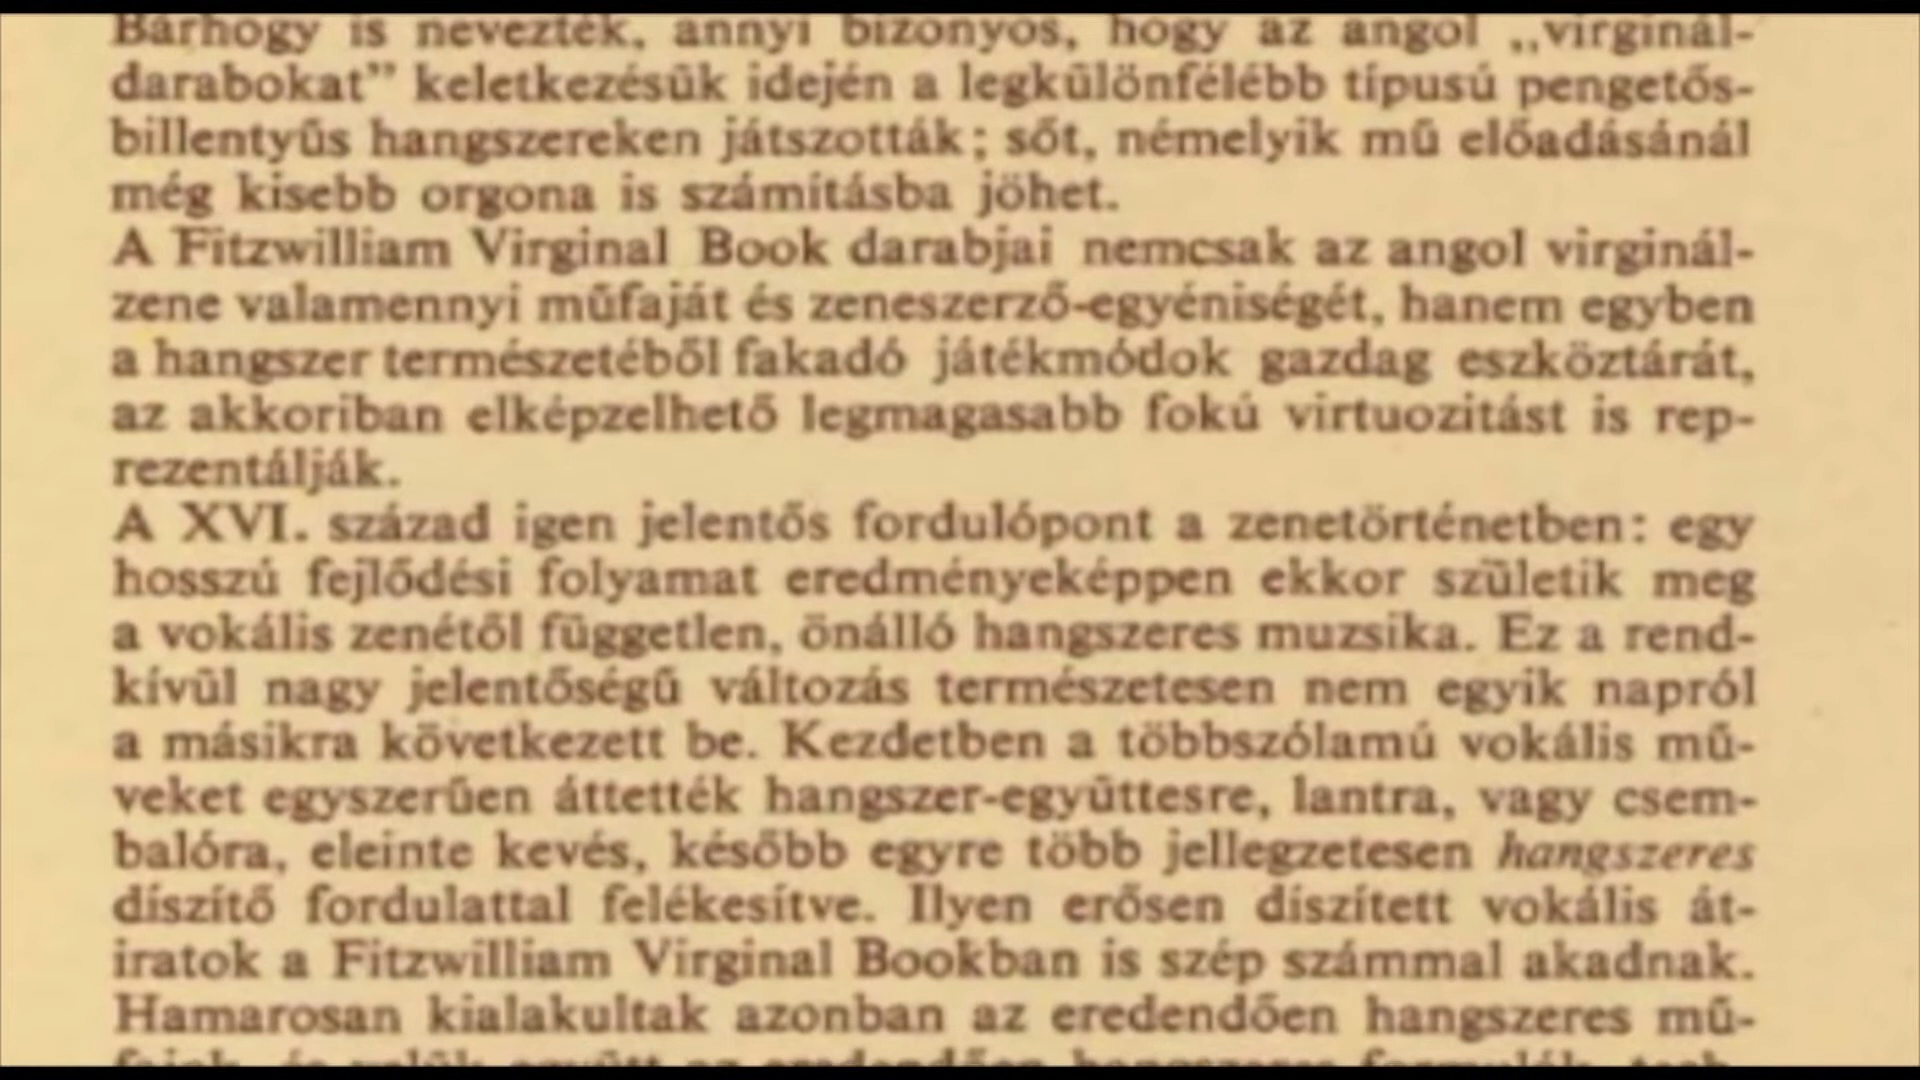 Bárhogy is nevezték, annyi bizonyos, hogy az angol „virginál-
darabokat” keletkezésük idején a legkülönfélébb típusú pengetős-
billentyűs hangszereken játszották; sőt, némelyik mű előadásánál
még kisebb orgona is számításba jöhet.
A Fitzwilliam Virginal Book darabjai nemcsak az angol virginál-
zene valamennyi műfaját és zeneszerző-egyéniségét, hanem egyben
a hangszer természetéből fakadó játékmódok gazdag eszköztárát,
az akkoriban elképzelhető legmagasabb fokú virtuozitást is rep-
rezentálják.
A XVI. század igen jelentős fordulópont a zenetörténetben: egy
hosszú fejlődési folyamat eredményeképpen ekkor születik meg
a vokális zenétől független, önálló hangszeres muzsika. Ez a rend-
kívül nagy jelentőségű változás természetesen nem egyik napról
a másikra következett be. Kezdetben a többszólamú vokális mű-
veket egyszerűen áttették hangszer-együttesre, lantra, vagy csem-
balóra, eleinte kevés, később egyre több jellegzetesen hangszeres
díszítő fordulattal felékesítve. Ilyen erősen díszített vokális át-
iratok a Fitzwilliam Virginal Bookban is szép számmal akadnak.
Hamarosan kialakultak azonban az eredendően hangszeres mű-